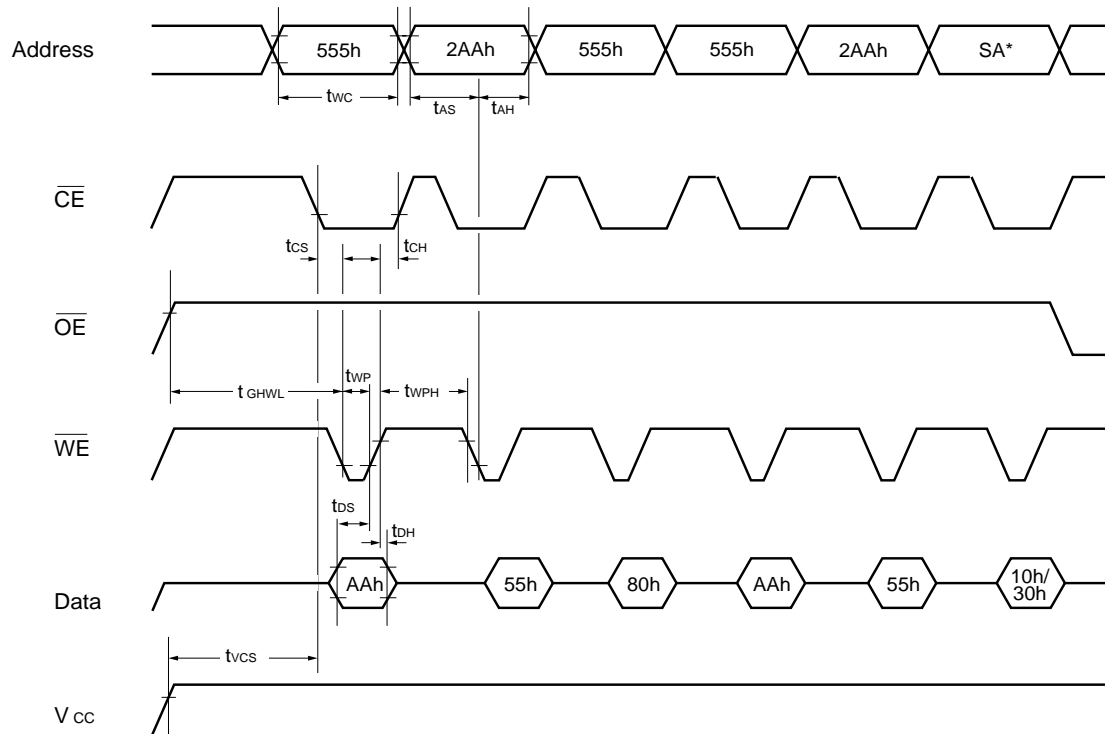 Address
555h 2AAh 555h 555h 2AAh SA*
tWC tAS tAH
CE
tCS tCH
OE
tGHWL tWP tWPH
WE
tDS tDH
Data
AAh 55h 80h AAh 55h 10h/
30h
tVCS
VCC